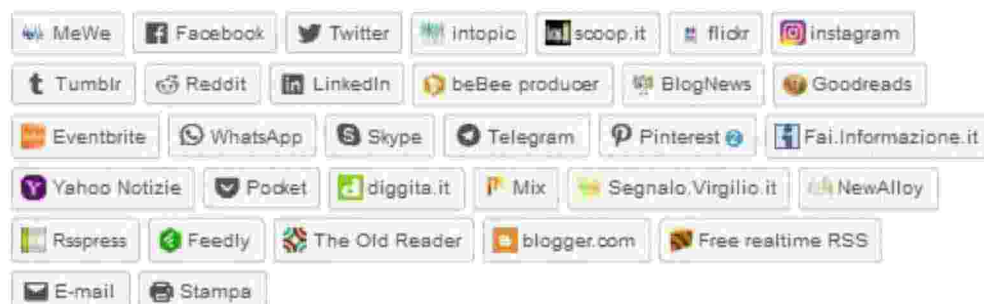 MeWe Facebook Twitter intopic scoop.it flickr instagram
Tumblr Reddit LinkedIn beBee producer BlogNews Goodreads
Eventbrite WhatsApp Skype Telegram Pinterest 2 Fai.Informazione.it
Yahoo Notizie Pocket diggita.it Mix Segnalo.Virgilio.it NewAlloy
Rsspress Feedly The Old Reader blogger.com Free realtime RSS
E-mail Stampa